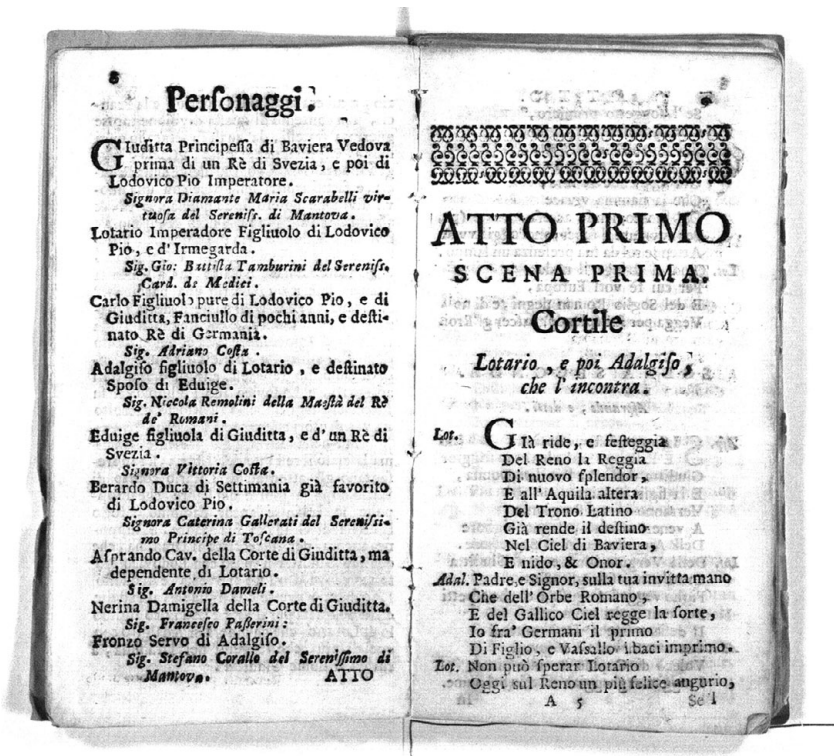 8
Perſonaggi.
GIuditta Principeſſa di Baviera Vedova
prima di un Rè di Svezia, e poi di
Lodovico Pio Imperatore.
Signora Diamante Maria Scarabelli vir-
tuoſa del Sereniſs. di Mantova.
Lotario Imperadore Figliuolo di Lodovico
Pio, e d'Irmegarda.
Sig. Gio: Battiſta Tamburini del Sereniſs.
Card. de Medici.
Carlo Figliuolo pure di Lodovico Pio, e di
Giuditta, Fanciullo di pochi anni, e deſti-
nato Rè di Germania.
Sig. Adriano Coſta.
Adalgiſo figliuolo di Lotario, e deſtinato
Spoſo di Eduige.
Sig. Niccola Remolini della Maeſtà del Rè
de' Romani.
Eduige figliuola di Giuditta, e d'un Rè di
Svezia.
Signora Vittoria Coſta.
Berardo Duca di Settimania già favorito
di Lodovico Pio.
Signora Caterina Gallerati del Sereniſſi-
mo Principe di Toſcana.
Aſprando Cav. della Corte di Giuditta, ma
dependente di Lotario.
Sig. Antonio Dameli.
Nerina Damigella della Corte di Giuditta.
Sig. Franceſco Paßerini:
Fronzo Servo di Adalgiſo.
Sig. Stefano Corallo del Sereniſſimo di
Mantova.
ATTO
ATTO PRIMO
SCENA PRIMA.
Cortile
Lotario, e poi Adalgiſo,
che l'incontra.
Lot. GIà ride, e feſteggia
Del Reno la Reggia
Di nuovo ſplendor,
E all' Aquila altera
Del Trono Latino
Già rende il deſtino
Nel Ciel di Baviera,
E nido, & Onor.
Adal. Padre, e Signor, sulla tua invitta mano
Che dell' Orbe Romano,
E del Gallico Ciel regge la ſorte,
Io fra' Germani il primo
Di Figlio, e Vaſſallo i baci imprimo.
Lot. Non può ſperar Lotario
Oggi sul Reno un più felice augurio,
A 5
Se l